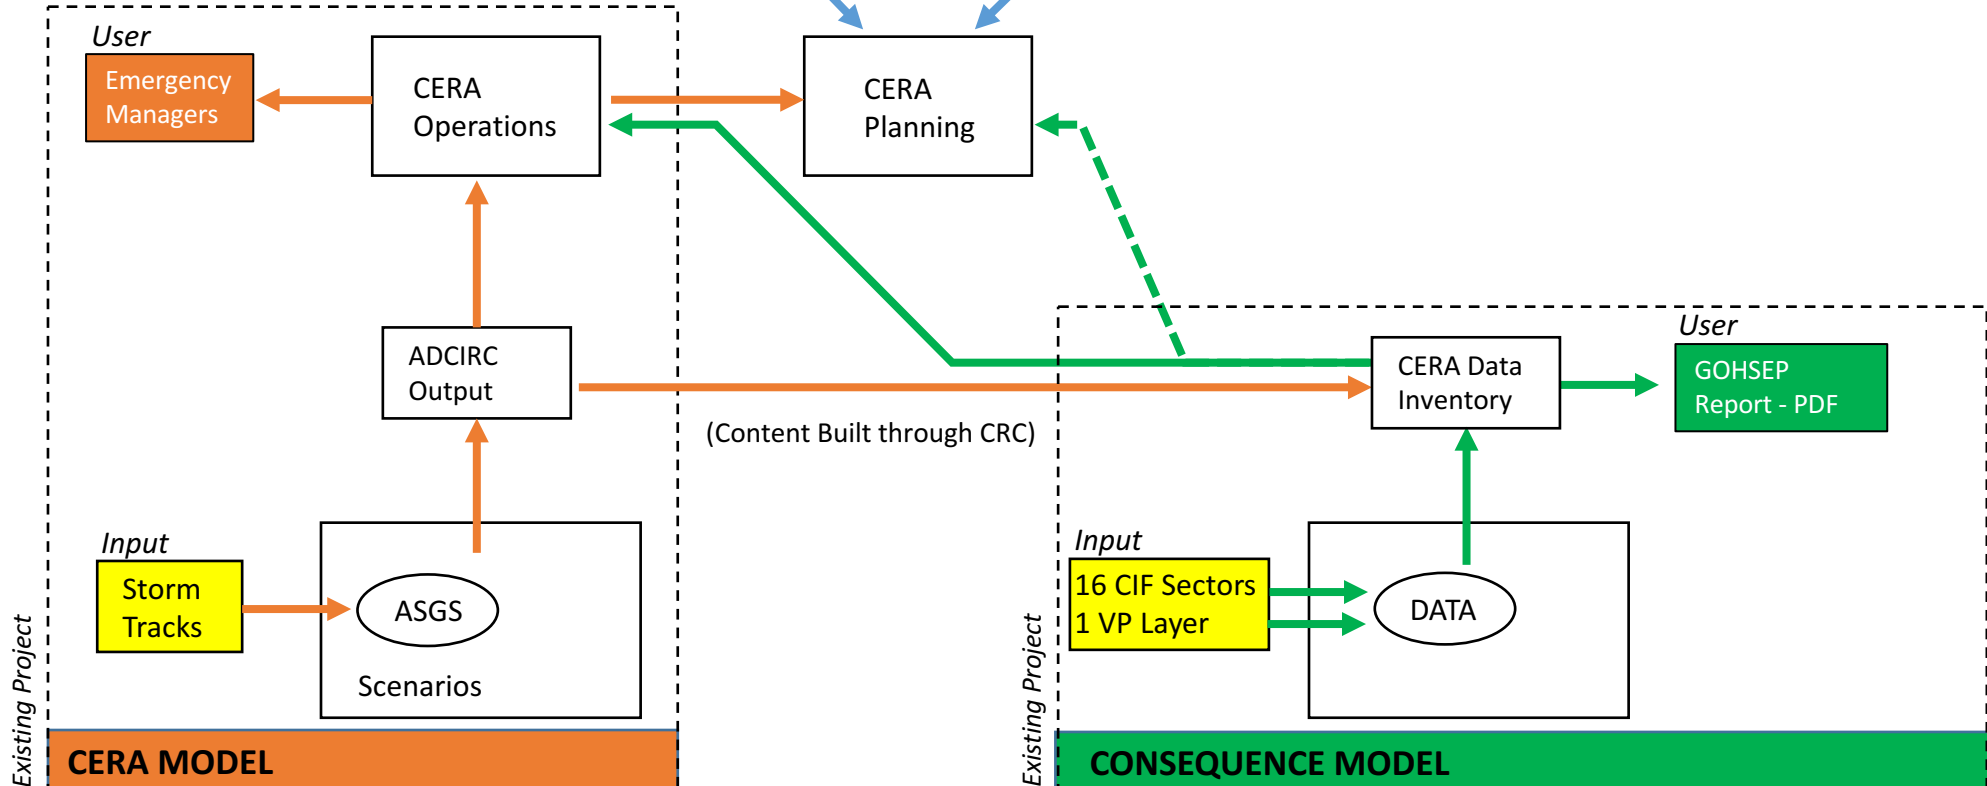 User
Emergency
Managers
CERA
Operations
CERA
Planning
ADCIRC
Output
(Content Built through CRC)
User
CERA Data
Inventory
GOHSEP
Report - PDF
Input
Storm
Tracks
ASGS
Scenarios
Existing Project
CERA MODEL
Input
16 CIF Sectors
1 VP Layer
DATA
Existing Project
CONSEQUENCE MODEL